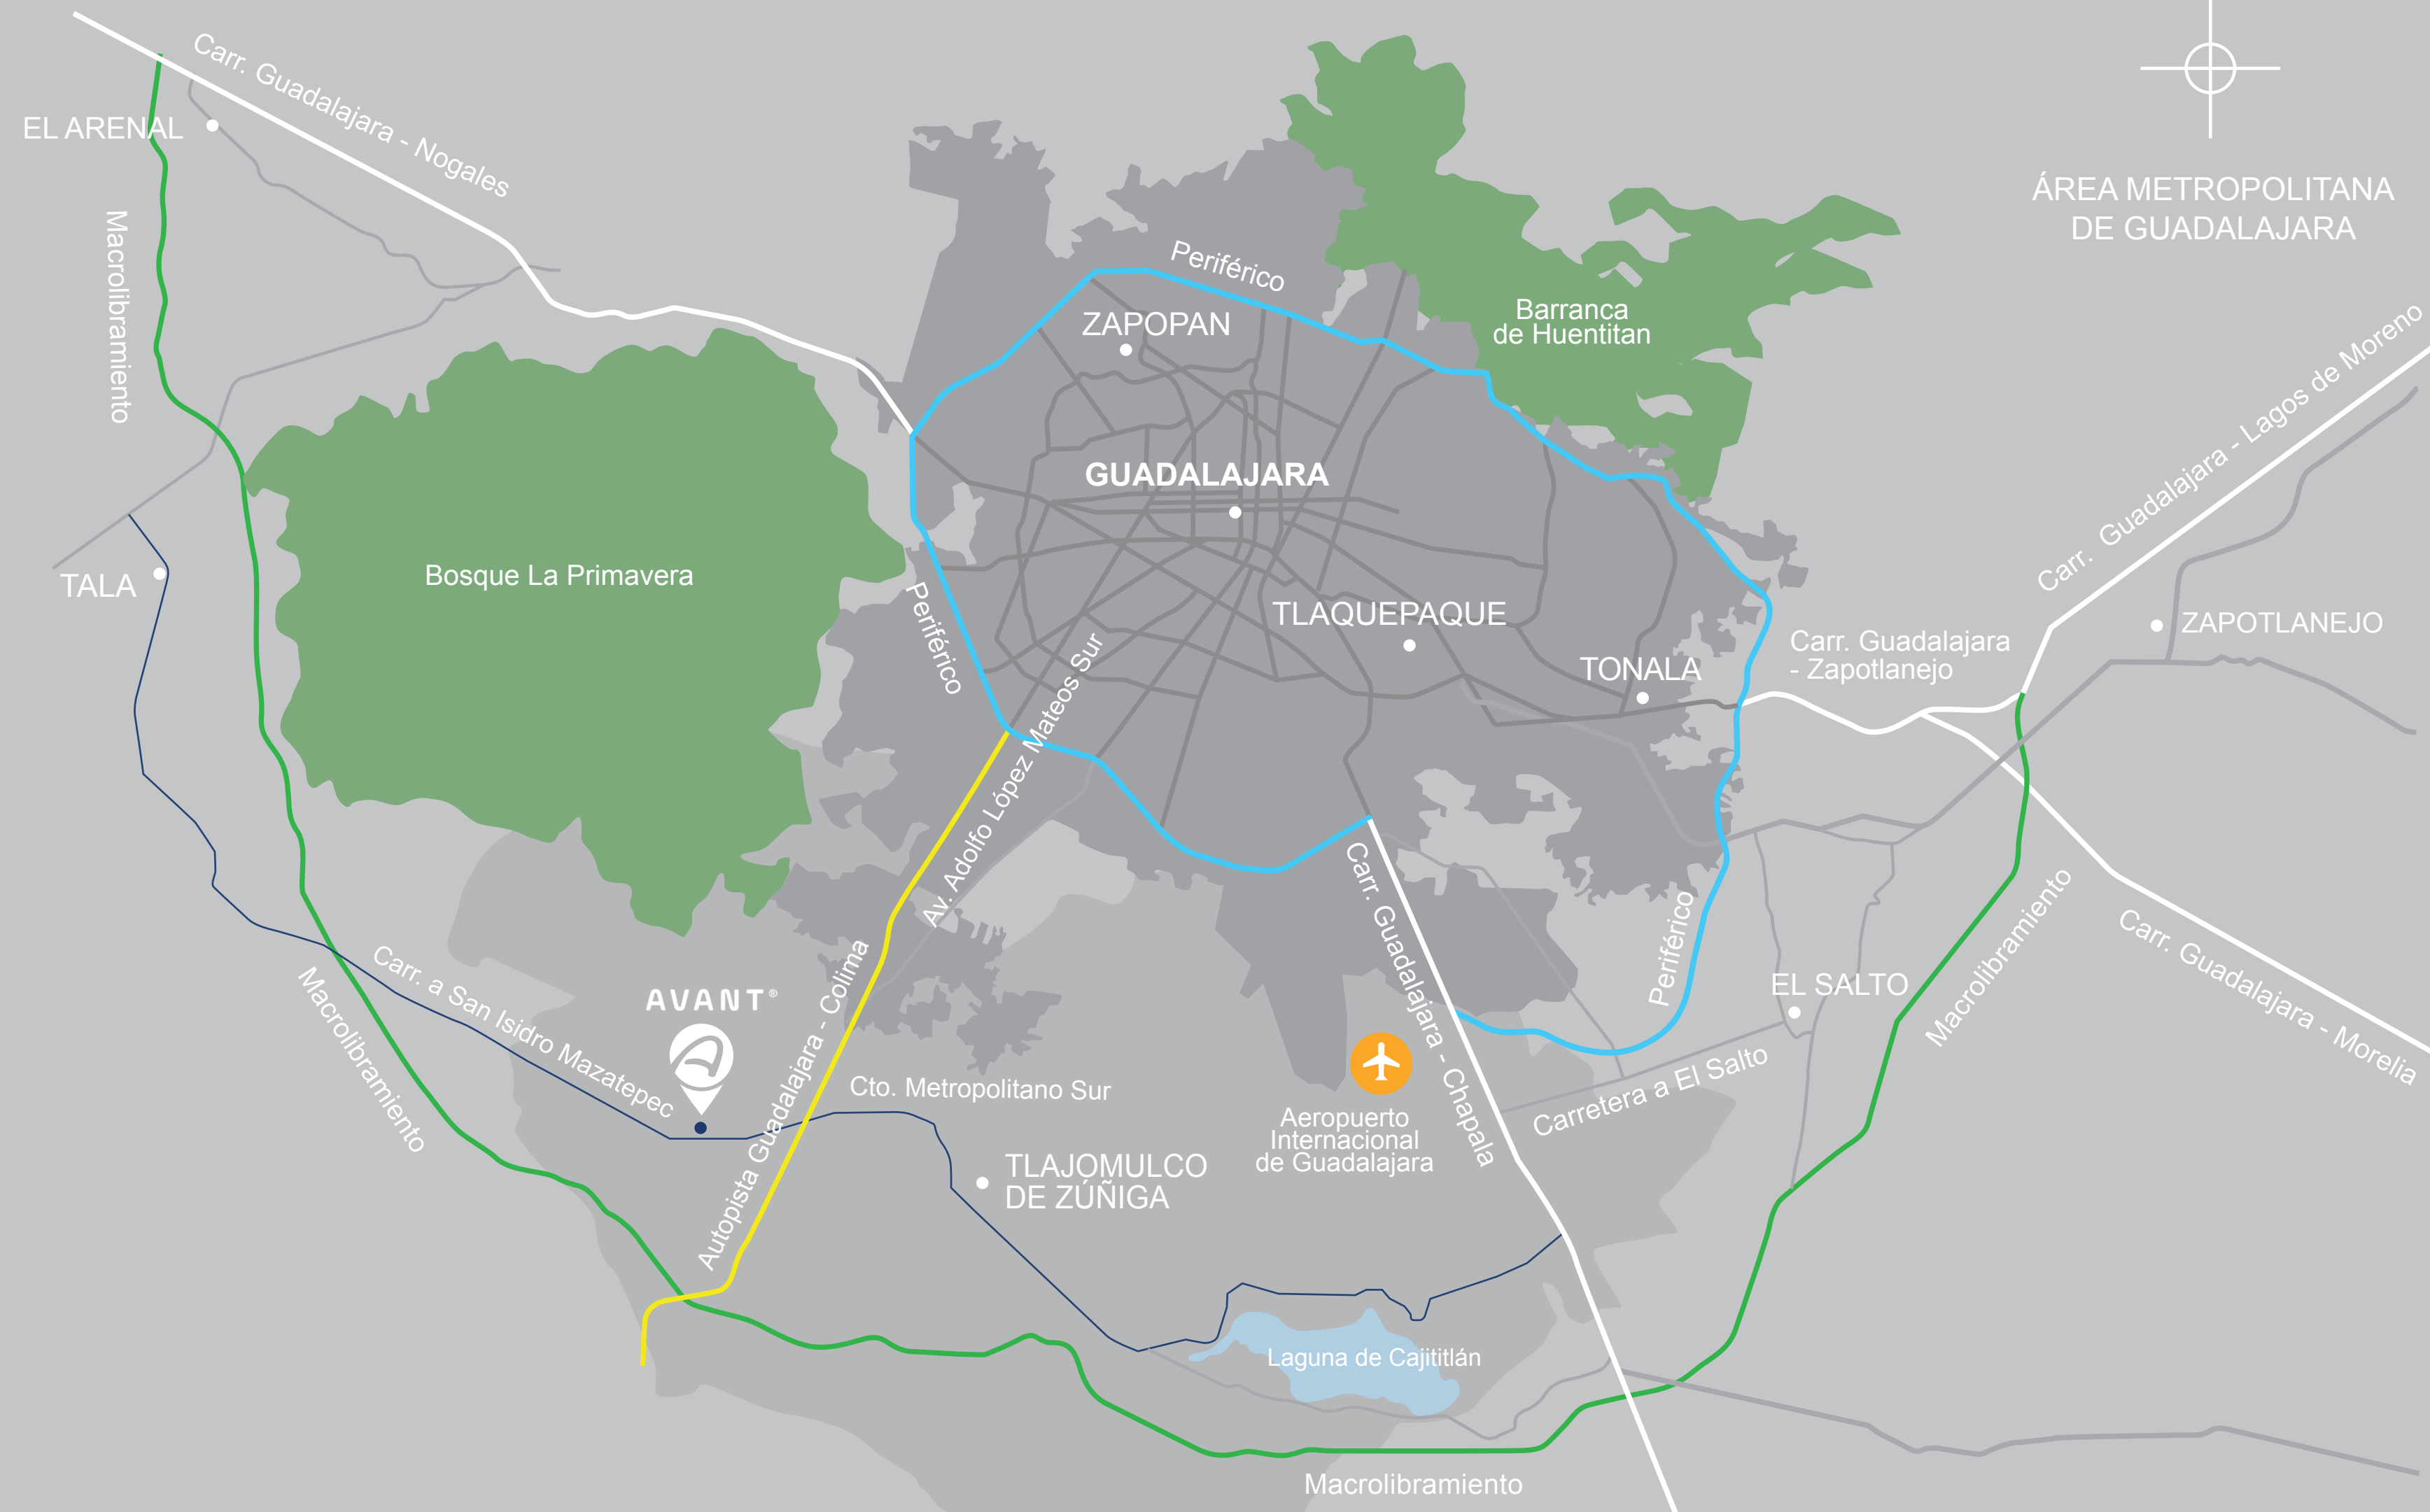 Carr. Guadalajara - Nogales
EL ARENAL
Macrolibramiento
ÁREA METROPOLITANA
DE GUADALAJARA
Periférico
Barranca
de Huentitan
ZAPOPAN
GUADALAJARA
Carr. Guadalajara - Lagos de Moreno
TALA
Bosque La Primavera
Periférico
TLAQUEPAQUE
TONALA
Carr. Guadalajara
- Zapotlanejo
ZAPOTLANEJO
Av. Adolfo López Mateos Sur
Carr. Guadalajara - Chapala
Periférico
Macrolibramiento
Carr. Guadalajara - Morelia
Carr. a San Isidro Mazatepec
Macrolibramiento
AVANT®
Autopista Guadalajara - Colima
Cto. Metropolitano Sur
EL SALTO
Carretera a El Salto
Aeropuerto
Internacional
de Guadalajara
TLAJOMULCO
DE ZÚÑIGA
Laguna de Cajititlán
Macrolibramiento